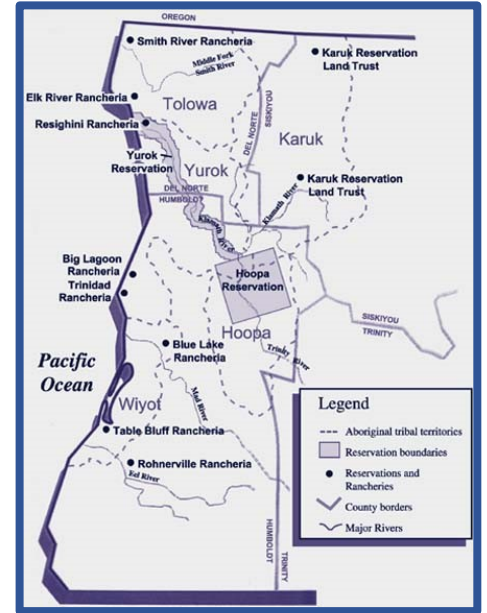 OREGON
Smith River Rancheria
Middle Fork
Smith River
Karuk Reservation
Land Trust
Elk River Rancheria
Tolowa
DEL NORTE
SISKIYOU
Resighini Rancheria
Karuk
Yurok
Reservation
Yurok
Karuk Reservation
Land Trust
DEL NORTE
HUMBOLDT
Klamath River
Klamath River
Big Lagoon
Rancheria
Trinidad
Rancheria
Hoopa
Reservation
Hoopa
SISKIYOU
TRINITY
Blue Lake
Rancheria
Trinity River
Pacific
Ocean
Mad River
Wiyot
Table Bluff Rancheria
Rohnerville Rancheria
Eel River
HUMBOLDT
TRINITY
Legend
Aboriginal tribal territories
Reservation boundaries
Reservations and
Rancheries
County borders
Major Rivers